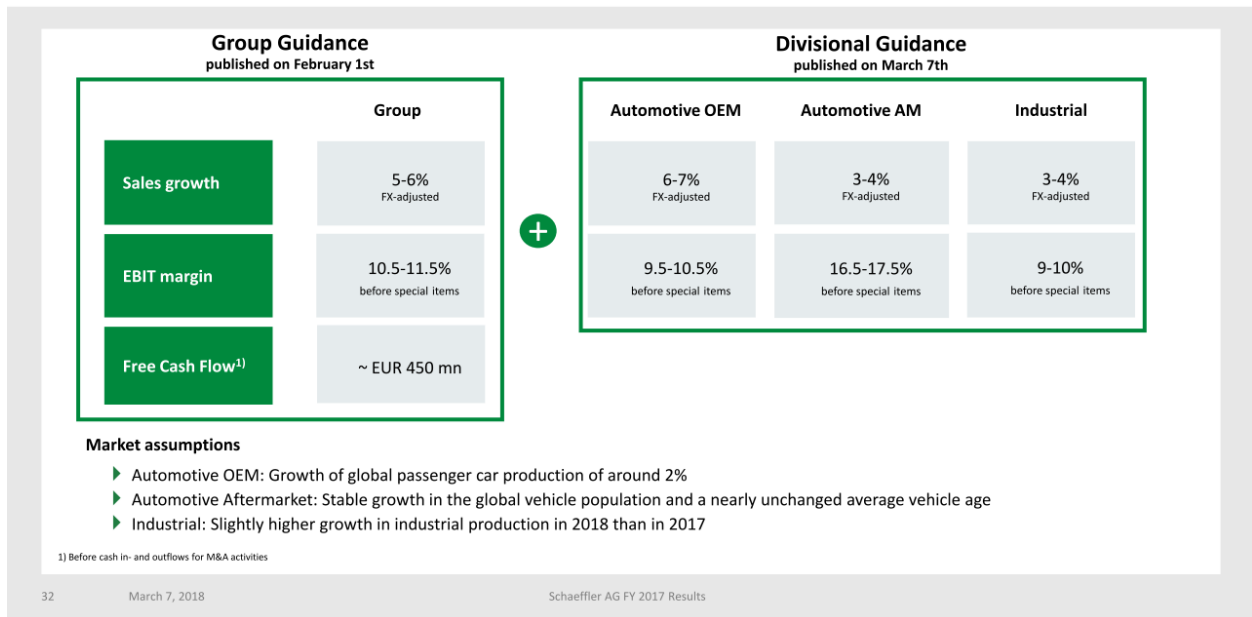 Group Guidance
published on February 1st
Group
Sales growth
5-6%
FX-adjusted
EBIT margin
10.5-11.5%
before special items
Free Cash Flow1)
~ EUR 450 mn
+
Divisional Guidance
published on March 7th
Automotive OEM Automotive AM Industrial
6-7% 3-4% 3-4%
FX-adjusted FX-adjusted FX-adjusted
9.5-10.5% 16.5-17.5% 9-10%
before special items before special items before special items
Market assumptions
Automotive OEM: Growth of global passenger car production of around 2%
Automotive Aftermarket: Stable growth in the global vehicle population and a nearly unchanged average vehicle age
Industrial: Slightly higher growth in industrial production in 2018 than in 2017
1) Before cash in- and outflows for M&A activities
32 March 7, 2018 Schaeffler AG FY 2017 Results